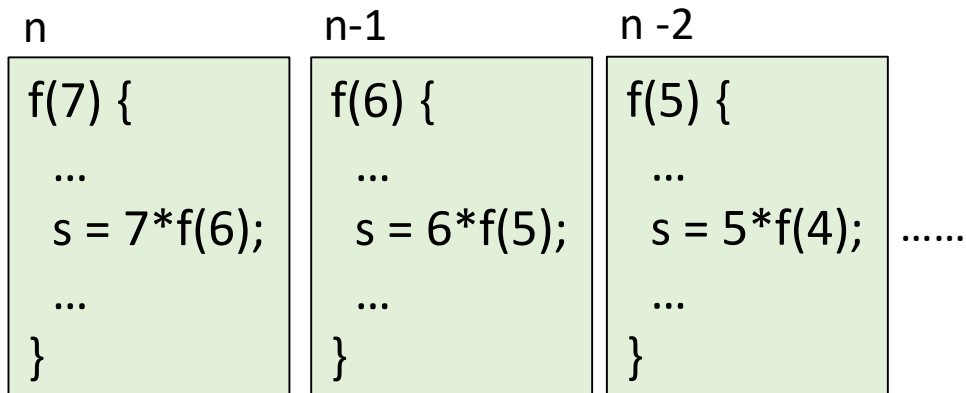 n
f(7) {
...
s = 7*f(6);
...
}
n-1
f(6) {
...
s = 6*f(5);
...
}
n -2
f(5) {
...
s = 5*f(4);
...
}
......